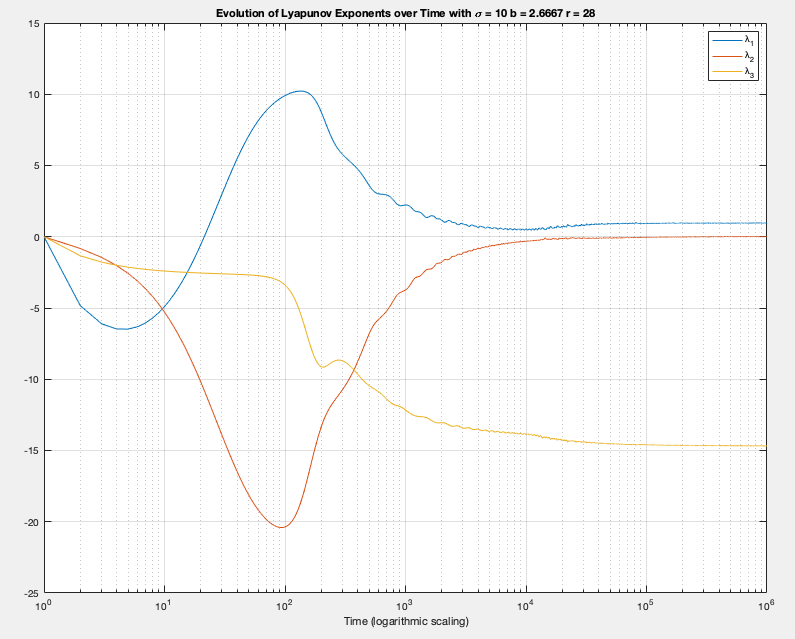 Evolution of Lyapunov Exponents over Time with σ = 10 b = 2.6667 r = 28
λ1
λ2
λ3
15
10
5
0
-5
-10
-15
-20
-25
10^0 10^1 10^2 10^3 10^4 10^5 10^6
Time (logarithmic scaling)